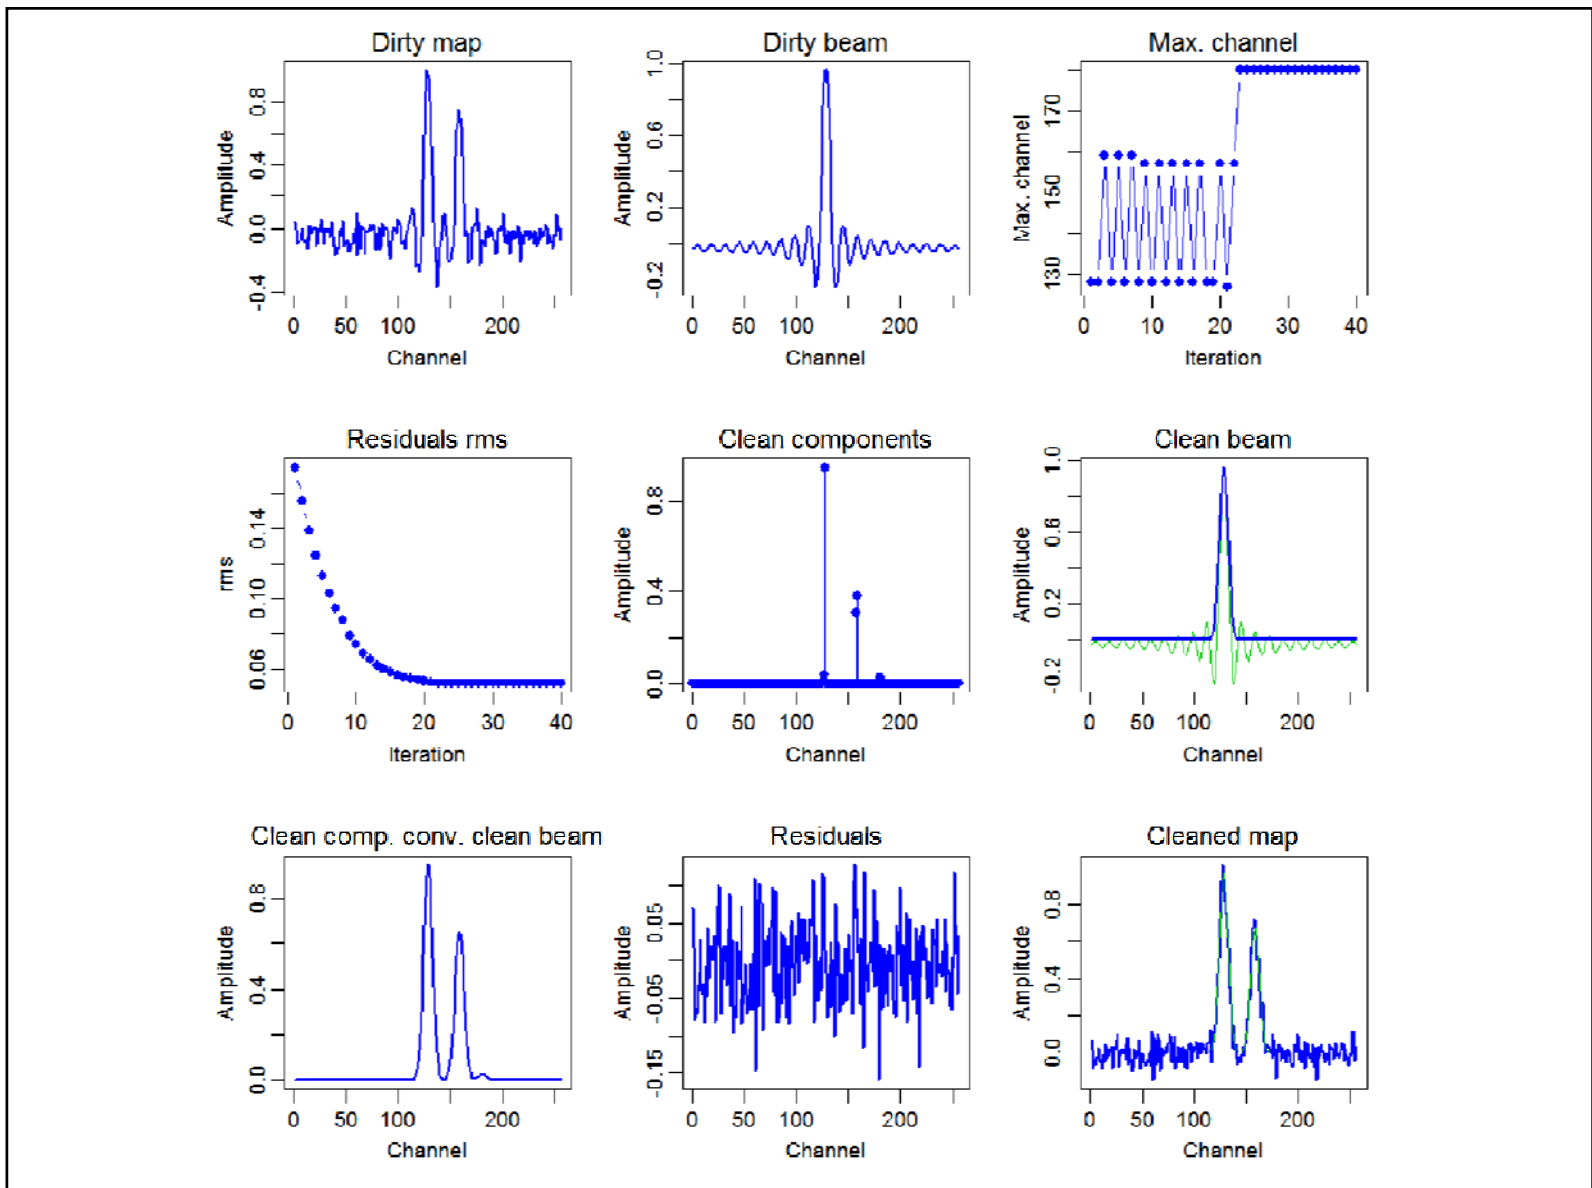 Dirty map
Dirty beam
Max. channel
Amplitude
-0.4 0.0 0.4 0.8
0 50 100 200
Channel
Amplitude
-0.2 0.2 0.6 1.0
0 50 100 200
Channel
Max. channel
130 150 170
0 10 20 30 40
Iteration
Residuals rms
Clean components
Clean beam
rms
0.06 0.10 0.14
0 10 20 30 40
Iteration
Amplitude
0.0 0.4 0.8
0 50 100 200
Channel
Amplitude
-0.2 0.2 0.6 1.0
0 50 100 200
Channel
Clean comp. conv. clean beam
Residuals
Cleaned map
Amplitude
0.0 0.4 0.8
0 50 100 200
Channel
Amplitude
-0.15 -0.05 0.05
0 50 100 200
Channel
Amplitude
0.0 0.4 0.8
0 50 100 200
Channel